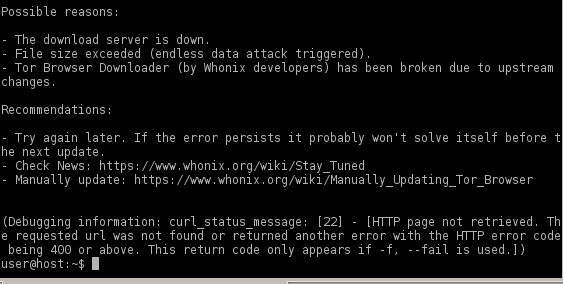 Possible reasons:
- The download server is down.
- File size exceeded (endless data attack triggered).
- Tor Browser Downloader (by Whonix developers) has been broken due to upstream
changes.
Recommendations:
- Try again later. If the error persists it probably won't solve itself before t
he next update.
- Check News: https://www.whonix.org/wiki/Stay_Tuned
- Manually update: https://www.whonix.org/wiki/Manually_Updating_Tor_Browser
(Debugging information: curl_status_message: [22] - [HTTP page not retrieved. Th
e requested url was not found or returned another error with the HTTP error code
 being 400 or above. This return code only appears if -f, --fail is used.])
user@host:~$